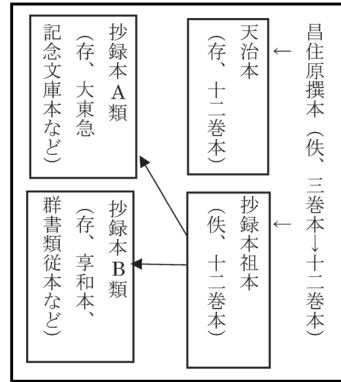 昌住原撰本（佚、三巻本→十二巻本）
↓
天治本
（存、十二巻本）
↓
抄録本祖本
（佚、十二巻本）
抄録本A類
（存、大東急
記念文庫本など）
抄録本B類
（存、享和本、
群書類従本など）